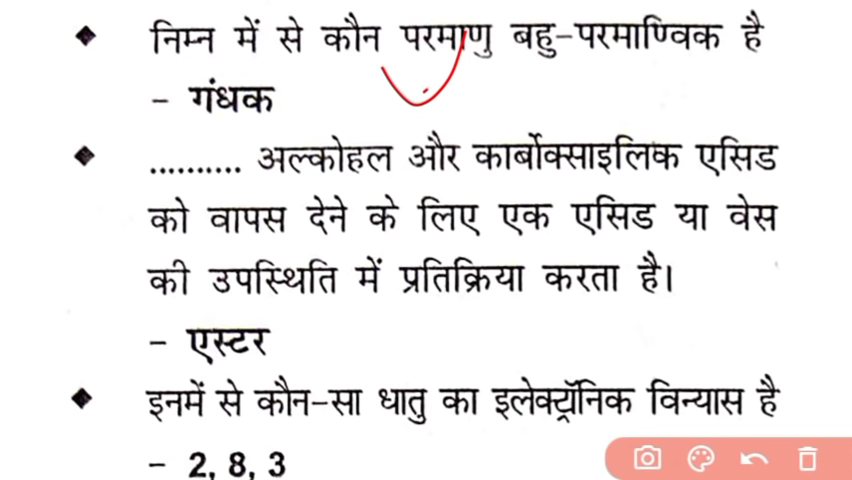 ◆ निम्न में से कौन परमाणु बहु-परमाण्विक है
- गंधक
◆ .......... अल्कोहल और कार्बोक्साइलिक एसिड
को वापस देने के लिए एक एसिड या वेस
की उपस्थिति में प्रतिक्रिया करता है।
- एस्टर
◆ इनमें से कौन-सा धातु का इलेक्ट्रॉनिक विन्यास है
- 2, 8, 3